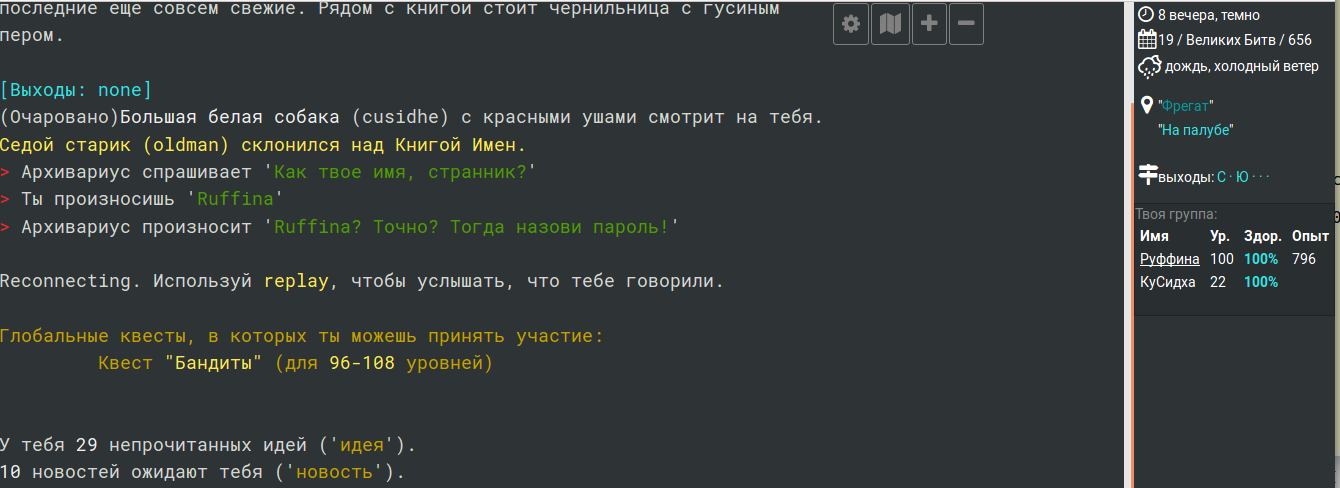 последние еще совсем свежие. Рядом с книгой стоит чернильница с гусиным
пером.
[Выходы: none]
(Очаровано)Большая белая собака (cusidhe) с красными ушами смотрит на тебя.
Седой старик (oldman) склонился над Книгой Имен.
> Архивариус спрашивает 'Как твое имя, странник?'
> Ты произносишь 'Ruffina'
> Архивариус произносит 'Ruffina? Точно? Тогда назови пароль!'
Reconnecting. Используй replay, чтобы услышать, что тебе говорили.
Глобальные квесты, в которых ты можешь принять участие:
Квест "Бандиты" (для 96-108 уровней)
У тебя 29 непрочитанных идей ('идея').
10 новостей ожидают тебя ('новость').
8 вечера, темно
19 / Великих Битв / 656
дождь, холодный ветер
"Фрегат"
"На палубе"
выходы: С · Ю · · ·
Твоя группа:
Имя Ур. Здор. Опыт
Руффина 100 100% 796
КуСидха 22 100%